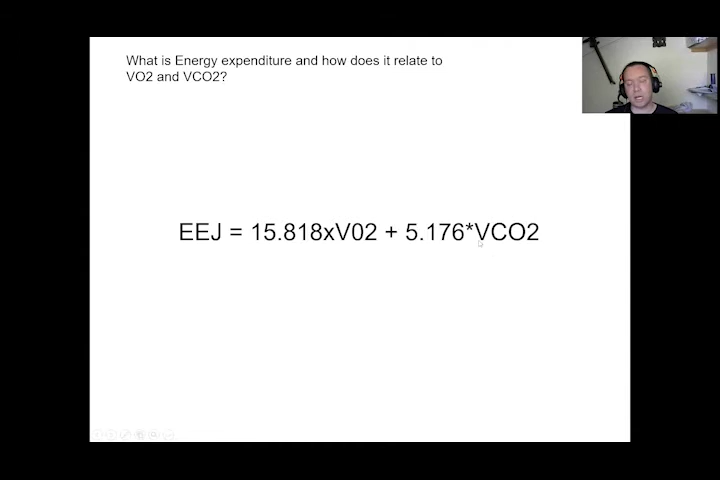 What is Energy expenditure and how does it relate to
VO2 and VCO2?
EEJ = 15.818xV02 + 5.176*VCO2